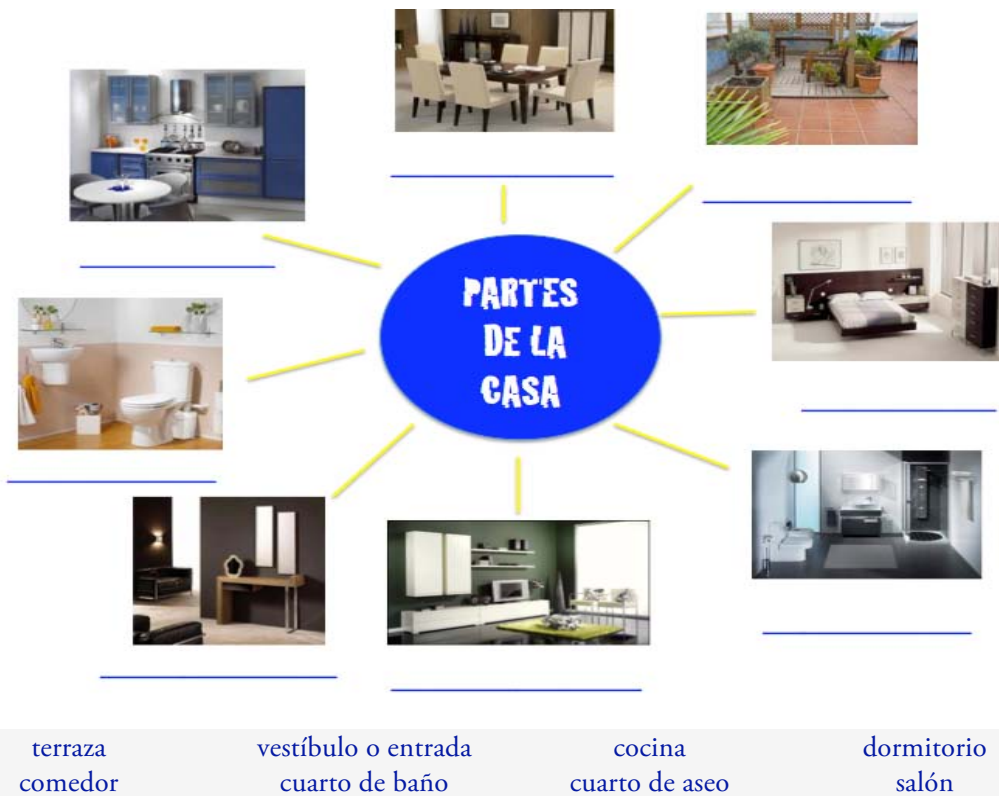 PARTES
DE LA
CASA
terraza vestíbulo o entrada cocina dormitorio
comedor cuarto de baño cuarto de aseo salón